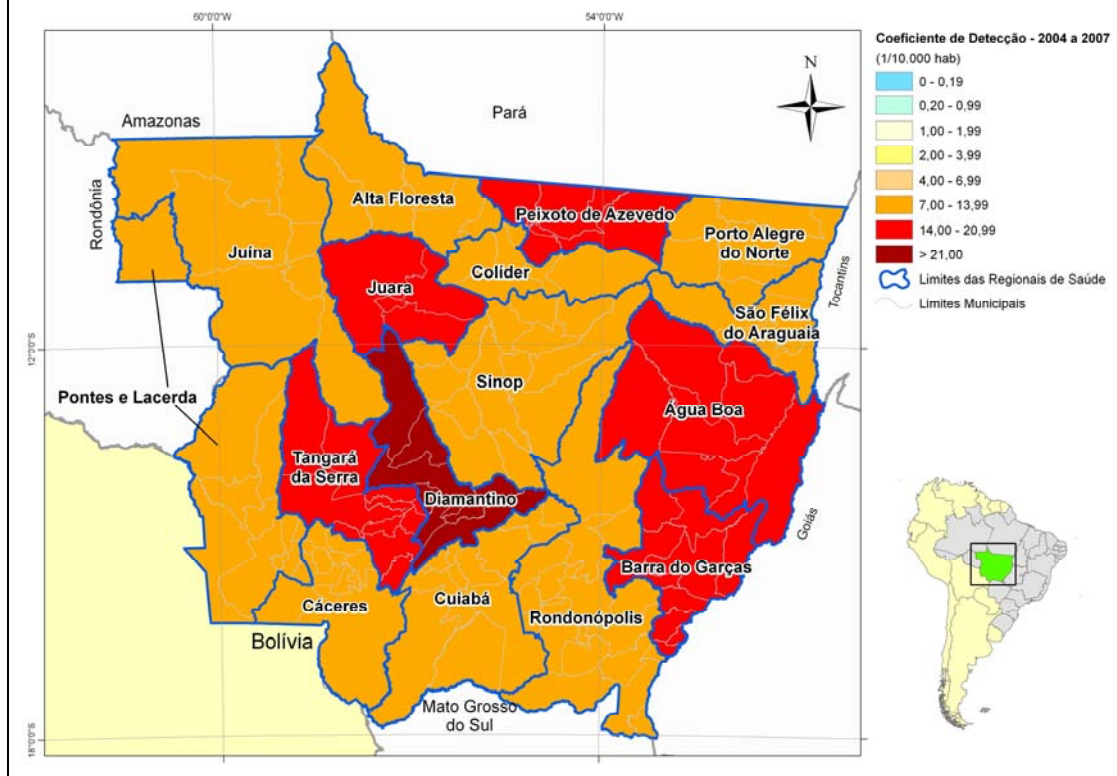 60°0'0"O
54°0'0"O
Coeficiente de Detecção - 2004 a 2007
(1/10.000 hab)
0 - 0,19
0,20 - 0,99
1,00 - 1,99
2,00 - 3,99
4,00 - 6,99
7,00 - 13,99
14,00 - 20,99
> 21,00
Limites das Regionais de Saúde
Limites Municipais
N
Pará
Amazonas
Rondônia
Alta Floresta
Peixoto de Azevedo
Porto Alegre
do Norte
Juína
Colíder
Juara
Tocantins
São Félix
do Araguaia
12°0'0"S
Sinop
Pontes e Lacerda
Água Boa
Tangará
da Serra
Diamantino
Goiás
Barra do Garças
Cáceres
Cuiabá
Rondonópolis
Bolívia
Mato Grosso
do Sul
18°0'0"S